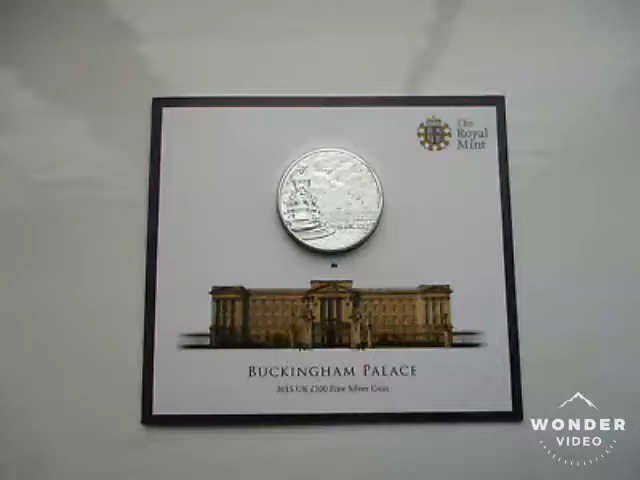 The
Royal
Mint
BUCKINGHAM PALACE
2015 UK £100 Fine Silver Coin
WONDER
VIDEO